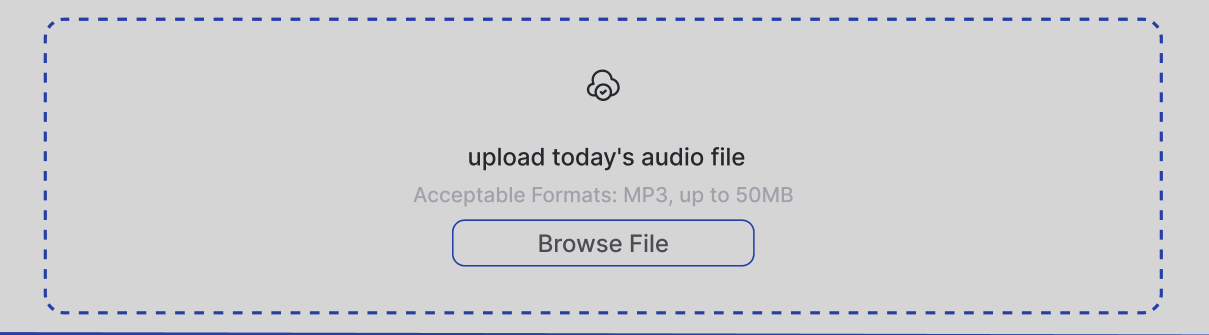 upload today's audio file
Acceptable Formats: MP3, up to 50MB
Browse File